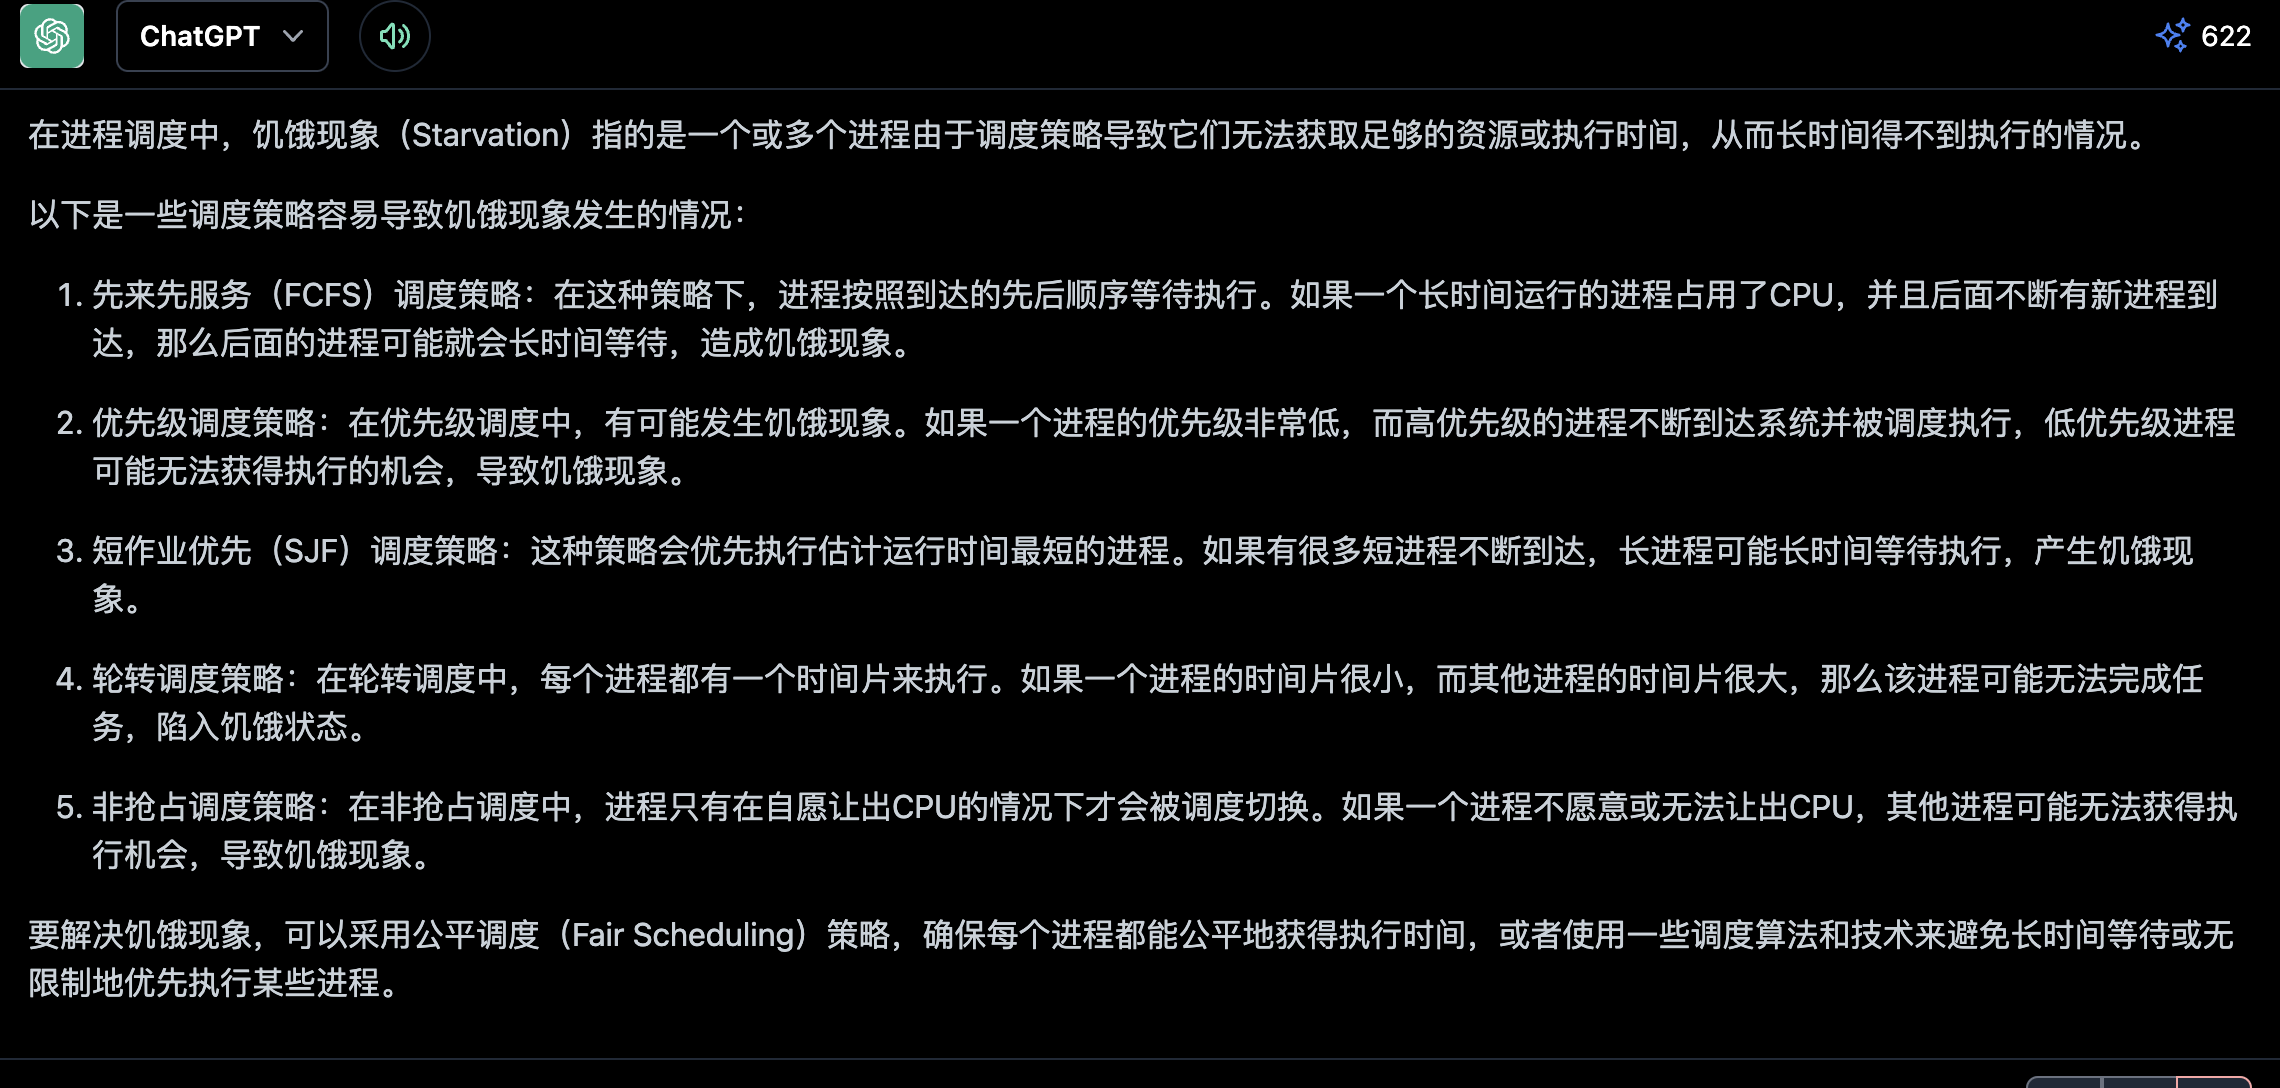 ChatGPT
622
在进程调度中，饥饿现象（Starvation）指的是一个或多个进程由于调度策略导致它们无法获取足够的资源或执行时间，从而长时间得不到执行的情况。
以下是一些调度策略容易导致饥饿现象发生的情况：
1. 先来先服务（FCFS）调度策略：在这种策略下，进程按照到达的先后顺序等待执行。如果一个长时间运行的进程占用了CPU，并且后面不断有新进程到
达，那么后面的进程可能就会长时间等待，造成饥饿现象。
2. 优先级调度策略：在优先级调度中，有可能发生饥饿现象。如果一个进程的优先级非常低，而高优先级的进程不断到达系统并被调度执行，低优先级进程
可能无法获得执行的机会，导致饥饿现象。
3. 短作业优先（SJF）调度策略：这种策略会优先执行估计运行时间最短的进程。如果有很多短进程不断到达，长进程可能长时间等待执行，产生饥饿现
象。
4. 轮转调度策略：在轮转调度中，每个进程都有一个时间片来执行。如果一个进程的时间片很小，而其他进程的时间片很大，那么该进程可能无法完成任
务，陷入饥饿状态。
5. 非抢占调度策略：在非抢占调度中，进程只有在自愿让出CPU的情况下才会被调度切换。如果一个进程不愿意或无法让出CPU，其他进程可能无法获得执
行机会，导致饥饿现象。
要解决饥饿现象，可以采用公平调度（Fair Scheduling）策略，确保每个进程都能公平地获得执行时间，或者使用一些调度算法和技术来避免长时间等待或无
限制地优先执行某些进程。